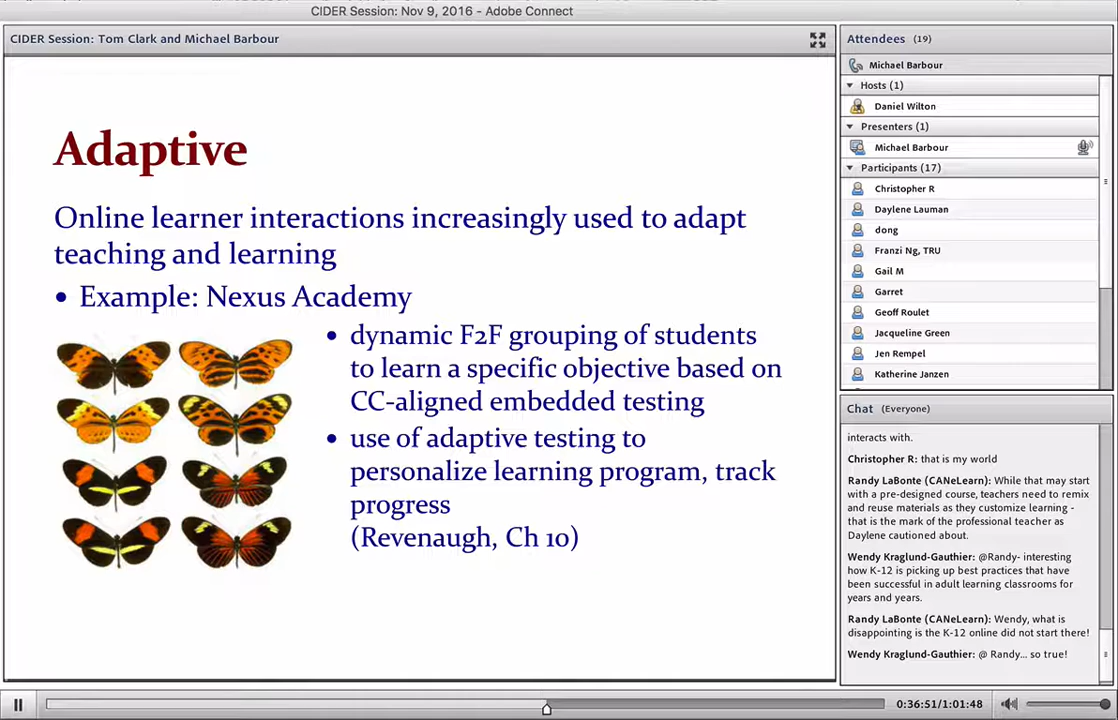 CIDER Session: Nov 9, 2016 - Adobe Connect
CIDER Session: Tom Clark and Michael Barbour
Adaptive
Online learner interactions increasingly used to adapt
teaching and learning
• Example: Nexus Academy
• dynamic F2F grouping of students
to learn a specific objective based on
CC-aligned embedded testing
• use of adaptive testing to
personalize learning program, track
progress
(Revenaugh, Ch 10)
Attendees (19)
Michael Barbour
Hosts (1)
Daniel Wilton
Presenters (1)
Michael Barbour
Participants (17)
Christopher R
Daylene Lauman
dong
Franzi Ng, TRU
Gail M
Garret
Geoff Roulet
Jacqueline Green
Jen Rempel
Katherine Janzen
Chat (Everyone)
interacts with.
Christopher R: that is my world
Randy LaBonte (CANeLearn): While that may start
with a pre-designed course, teachers need to remix
and reuse materials as they customize learning -
that is the mark of the professional teacher as
Daylene cautioned about.
Wendy Kraglund-Gauthier: @Randy- interesting
how K-12 is picking up best practices that have
been successful in adult learning classrooms for
years and years.
Randy LaBonte (CANeLearn): Wendy, what is
disappointing is the K-12 online did not start there!
Wendy Kraglund-Gauthier: @ Randy... so true!
0:36:51/1:01:48